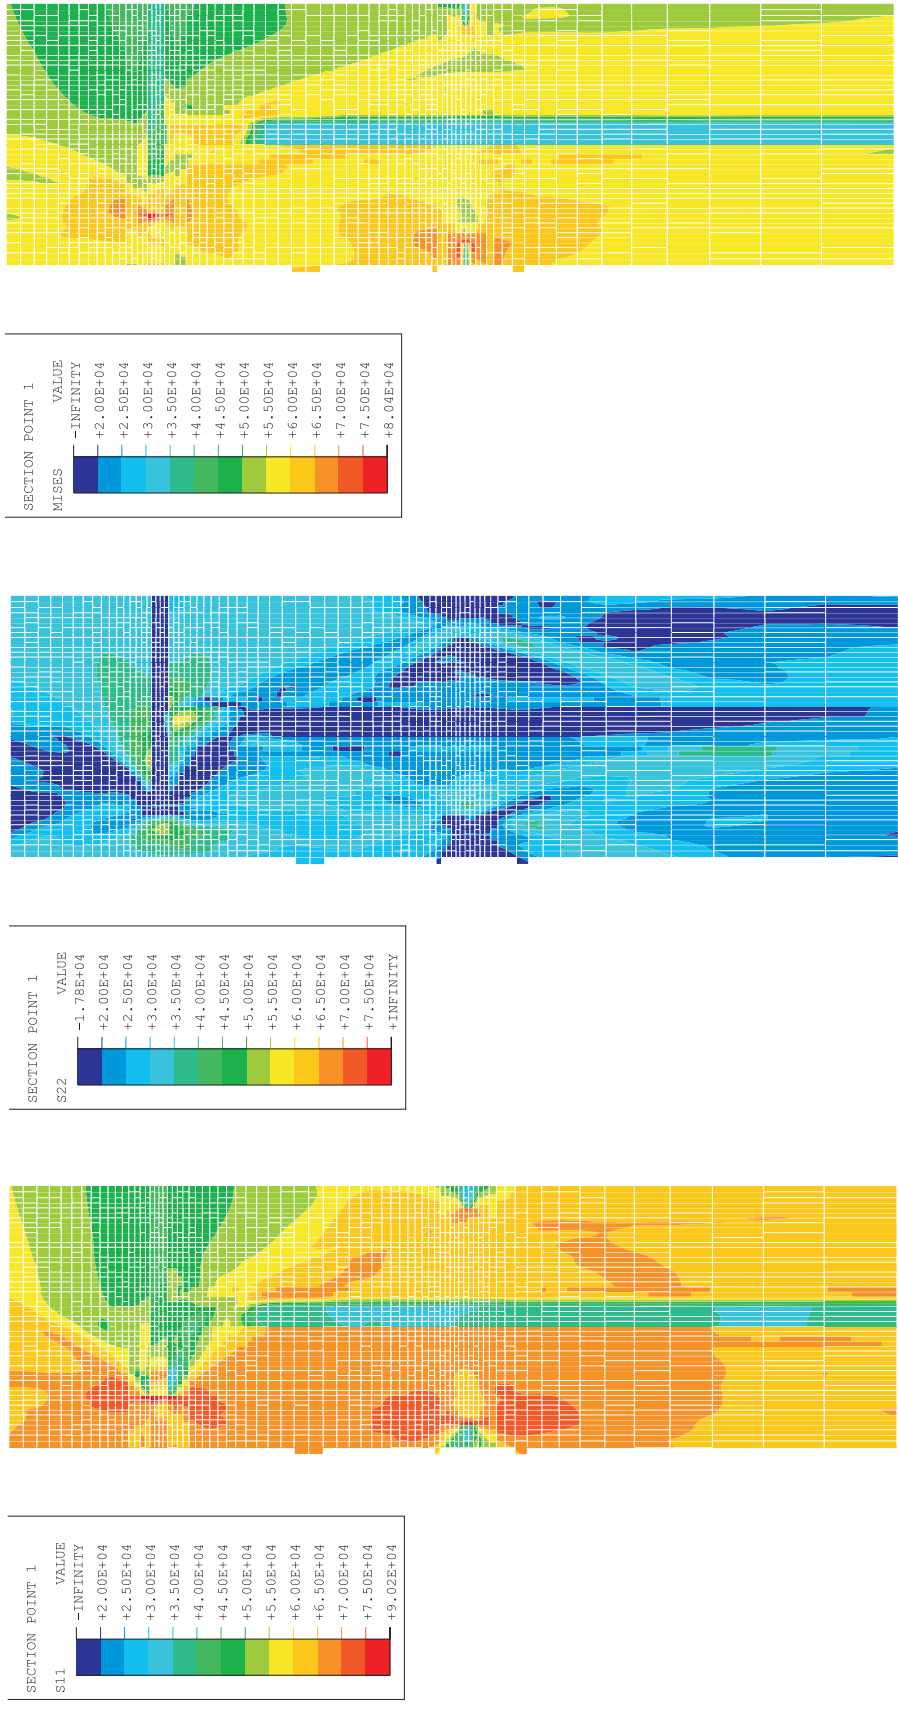 SECTION POINT 1
MISES VALUE
-INFINITY
+2.00E+04
+2.50E+04
+3.00E+04
+3.50E+04
+4.00E+04
+4.50E+04
+5.00E+04
+5.50E+04
+6.00E+04
+6.50E+04
+7.00E+04
+7.50E+04
+8.04E+04
SECTION POINT 1
S22 VALUE
-1.78E+04
+2.00E+04
+2.50E+04
+3.00E+04
+3.50E+04
+4.00E+04
+4.50E+04
+5.00E+04
+5.50E+04
+6.00E+04
+6.50E+04
+7.00E+04
+7.50E+04
+INFINITY
SECTION POINT 1
S11 VALUE
-INFINITY
+2.00E+04
+2.50E+04
+3.00E+04
+3.50E+04
+4.00E+04
+4.50E+04
+5.00E+04
+5.50E+04
+6.00E+04
+6.50E+04
+7.00E+04
+7.50E+04
+9.02E+04